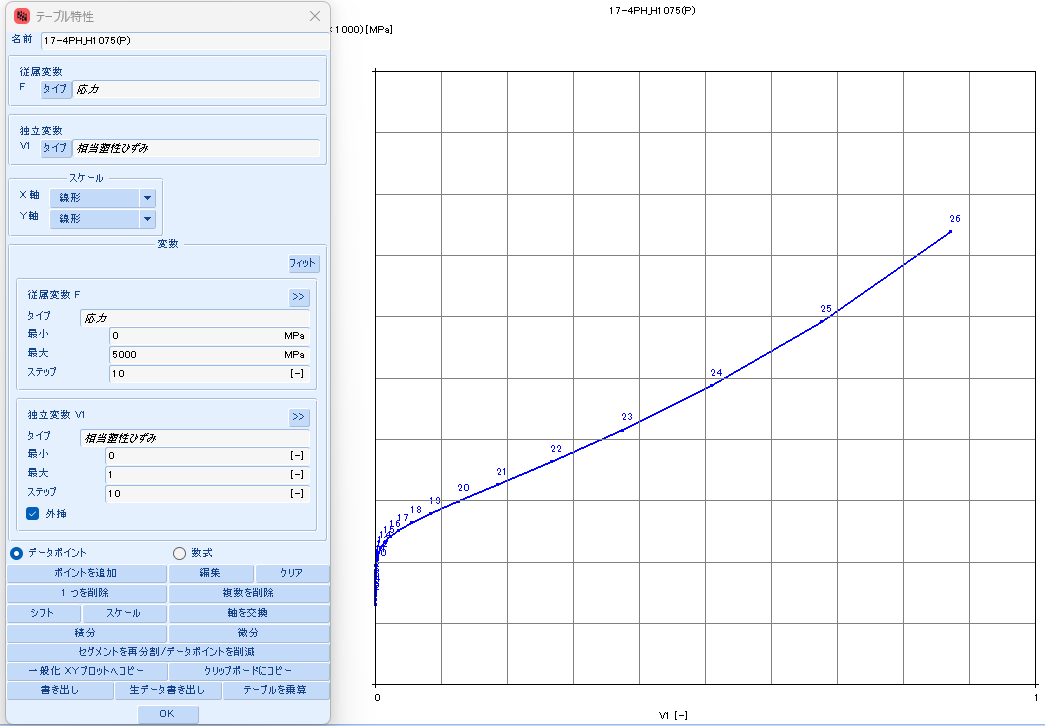 テーブル特性
名前 17-4PH_H1075(P)
従属変数
F タイプ 応力
独立変数
V1 タイプ 相当塑性ひずみ
スケール
X 軸 線形
Y 軸 線形
変数
フィット
従属変数 F >>
タイプ 応力
最小 0 MPa
最大 5000 MPa
ステップ 10 [-]
独立変数 V1 >>
タイプ 相当塑性ひずみ
最小 0 [-]
最大 1 [-]
ステップ 10 [-]
外挿
データポイント 数式
ポイントを追加 編集 クリア
1 つを削除 複数を削除
シフト スケール 軸を交換
積分 微分
セグメントを再分割/データポイントを削減
一般化 XYプロットへコピー クリップボードにコピー
書き出し 生データ書き出し テーブルを乗算
OK
17-4PH_H1075(P)
1000)[MPa]
26
25
24
23
22
21
20
19
18
17
16
15
0 1
V1 [-]